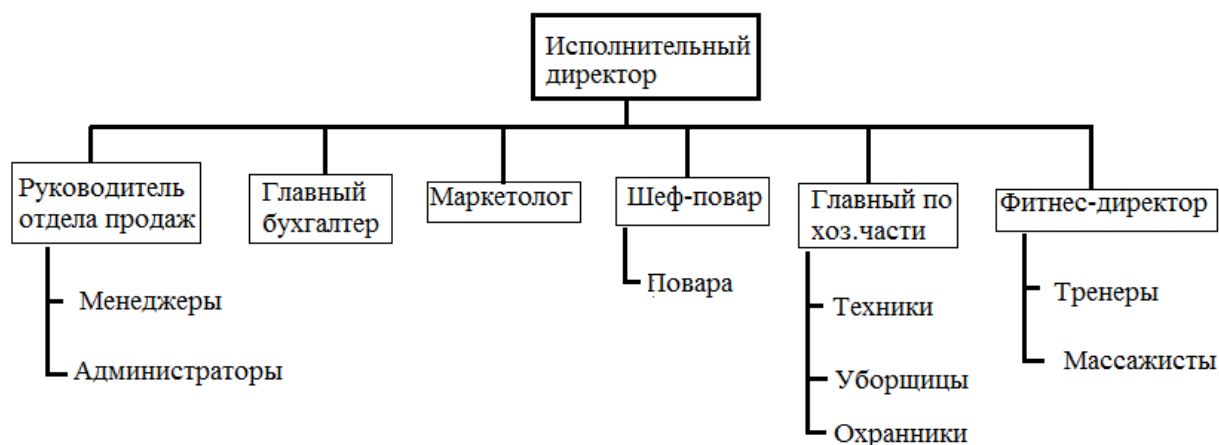 Исполнительный
директор
Руководитель
отдела продаж
Главный
бухгалтер
Маркетолог
Шеф-повар
Главный по
хоз.части
Фитнес-директор
Менеджеры
Администраторы
Повара
Техники
Уборщицы
Охранники
Тренеры
Массажисты